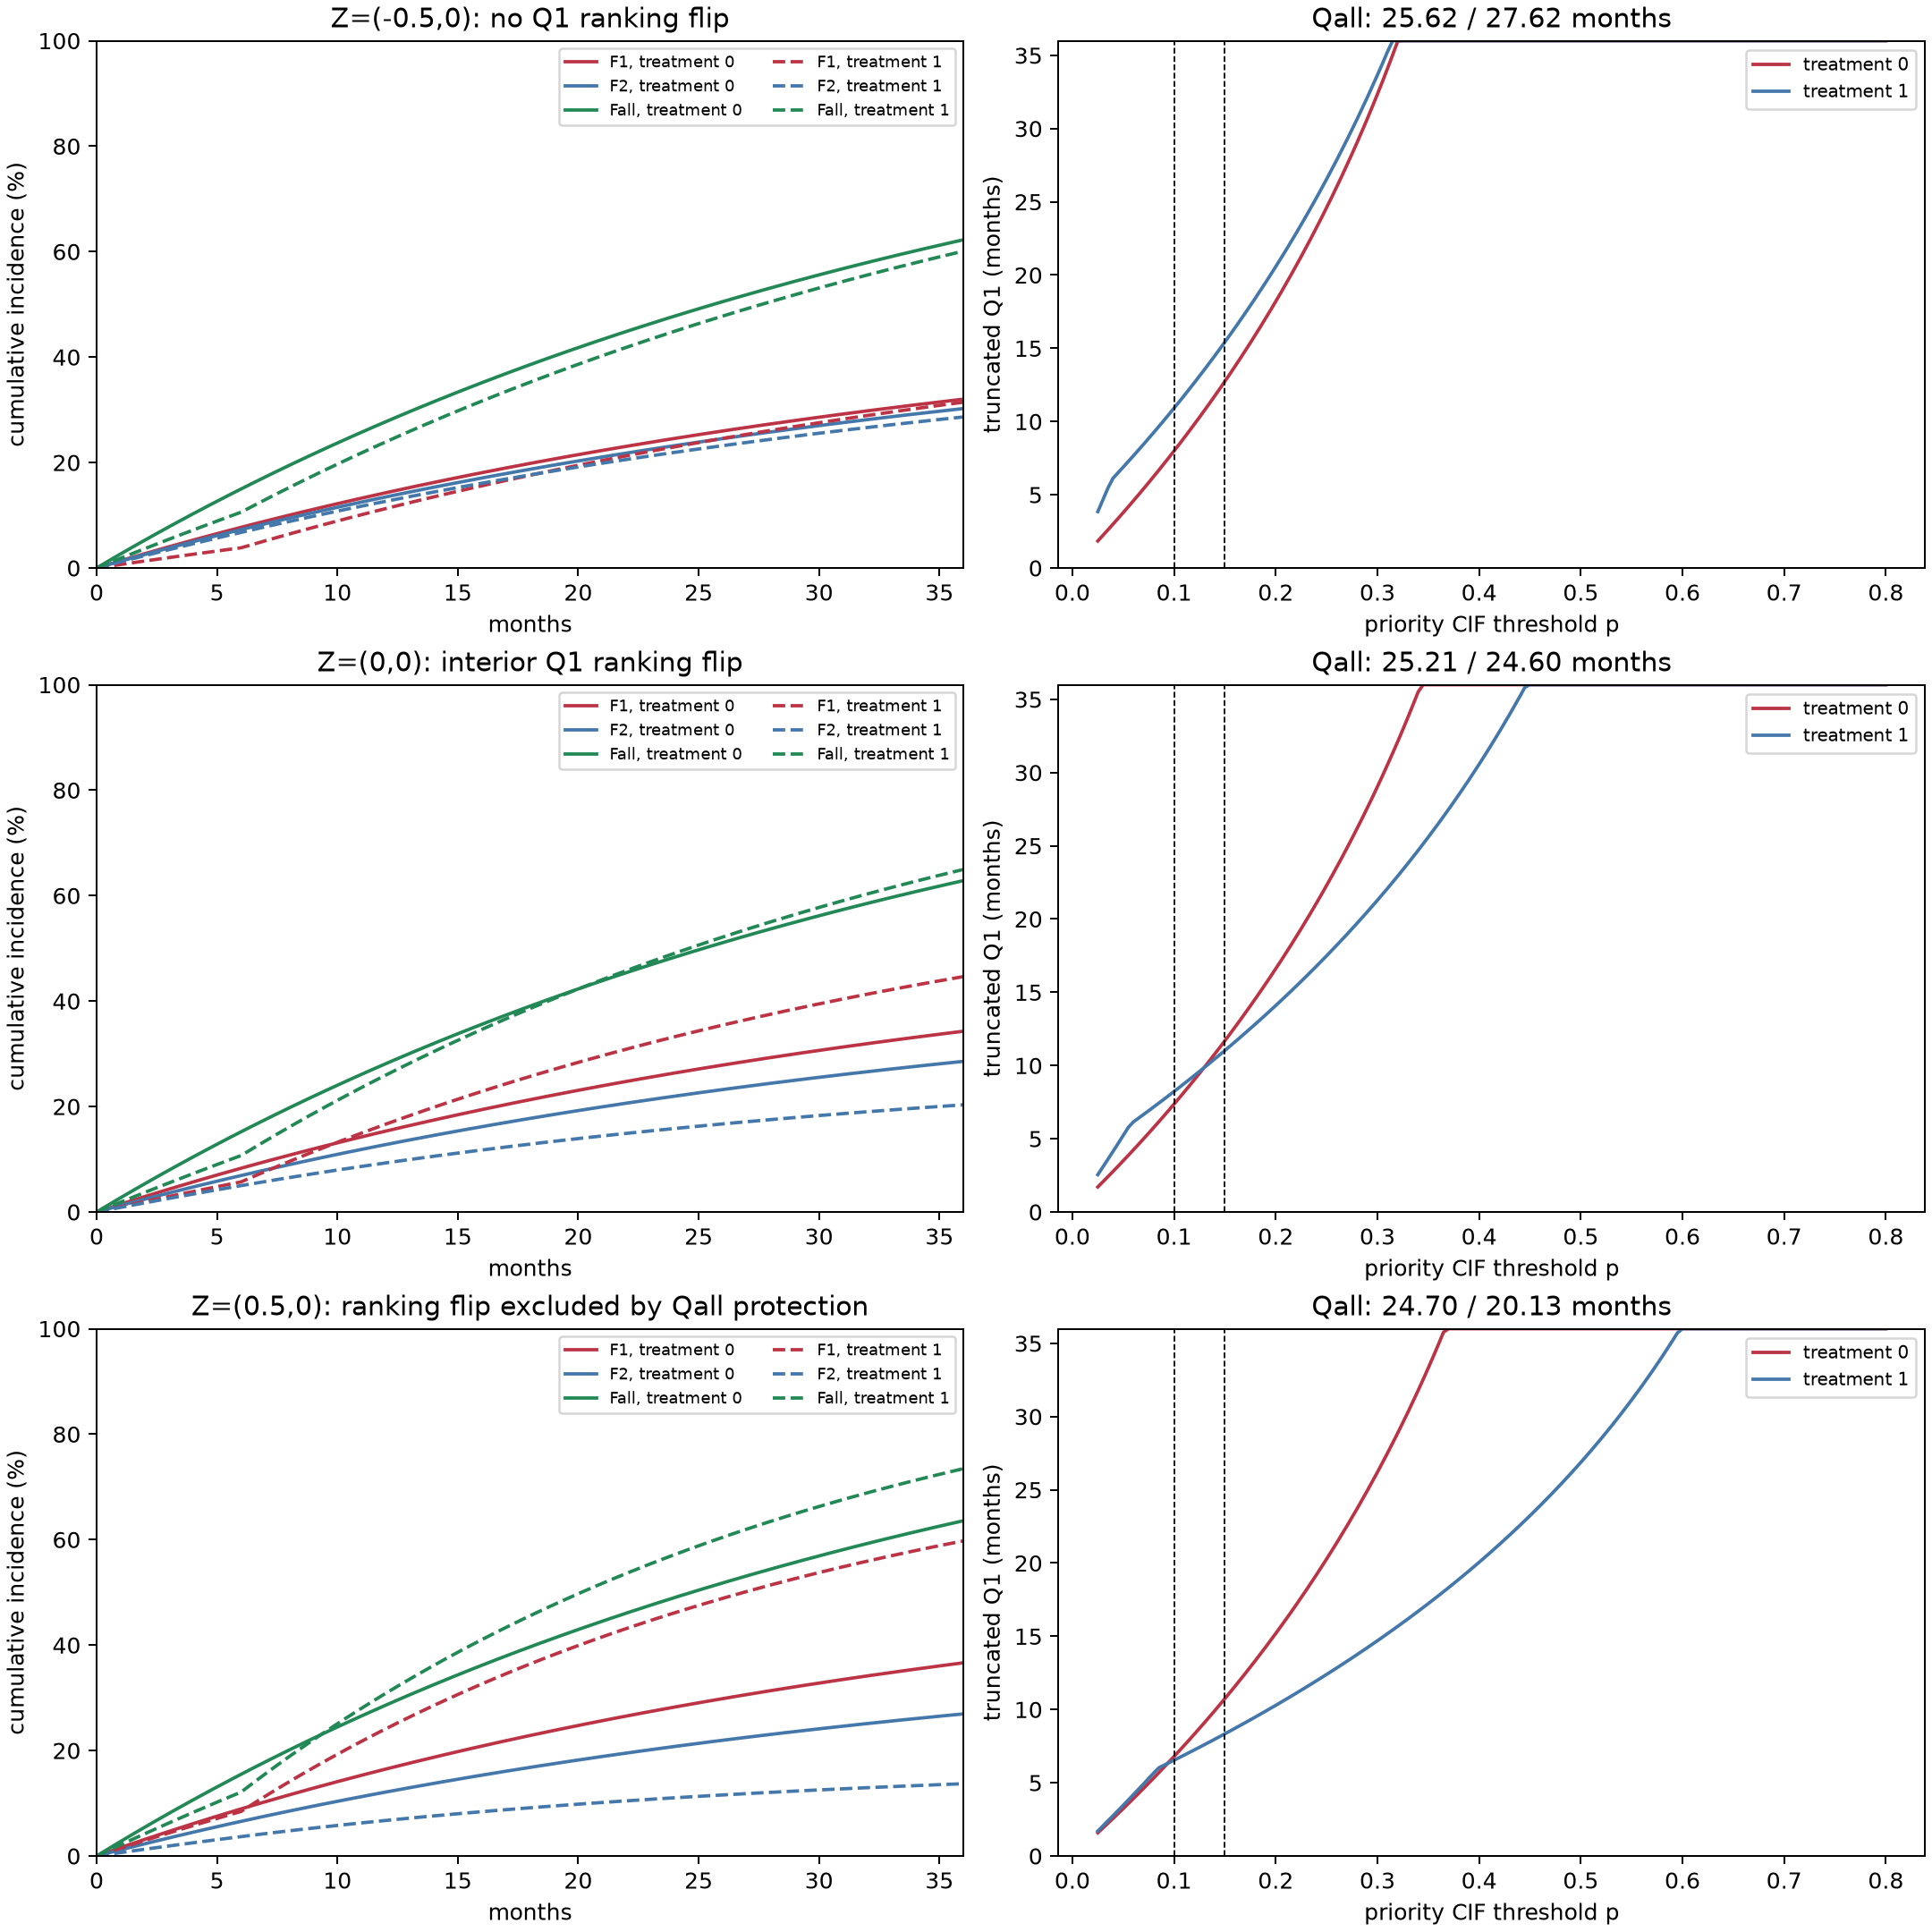 Z=(-0.5,0): no Q1 ranking flip
cumulative incidence (%)
100
80
60
40
20
0
F1, treatment 0
F2, treatment 0
Fall, treatment 0
F1, treatment 1
F2, treatment 1
Fall, treatment 1
0 5 10 15 20 25 30 35
months
Qall: 25.62 / 27.62 months
truncated Q1 (months)
35
30
25
20
15
10
5
0
treatment 0
treatment 1
0.0 0.1 0.2 0.3 0.4 0.5 0.6 0.7 0.8
priority CIF threshold p
Z=(0,0): interior Q1 ranking flip
cumulative incidence (%)
100
80
60
40
20
0
F1, treatment 0
F2, treatment 0
Fall, treatment 0
F1, treatment 1
F2, treatment 1
Fall, treatment 1
0 5 10 15 20 25 30 35
months
Qall: 25.21 / 24.60 months
truncated Q1 (months)
35
30
25
20
15
10
5
0
treatment 0
treatment 1
0.0 0.1 0.2 0.3 0.4 0.5 0.6 0.7 0.8
priority CIF threshold p
Z=(0.5,0): ranking flip excluded by Qall protection
cumulative incidence (%)
100
80
60
40
20
0
F1, treatment 0
F2, treatment 0
Fall, treatment 0
F1, treatment 1
F2, treatment 1
Fall, treatment 1
0 5 10 15 20 25 30 35
months
Qall: 24.70 / 20.13 months
truncated Q1 (months)
35
30
25
20
15
10
5
0
treatment 0
treatment 1
0.0 0.1 0.2 0.3 0.4 0.5 0.6 0.7 0.8
priority CIF threshold p